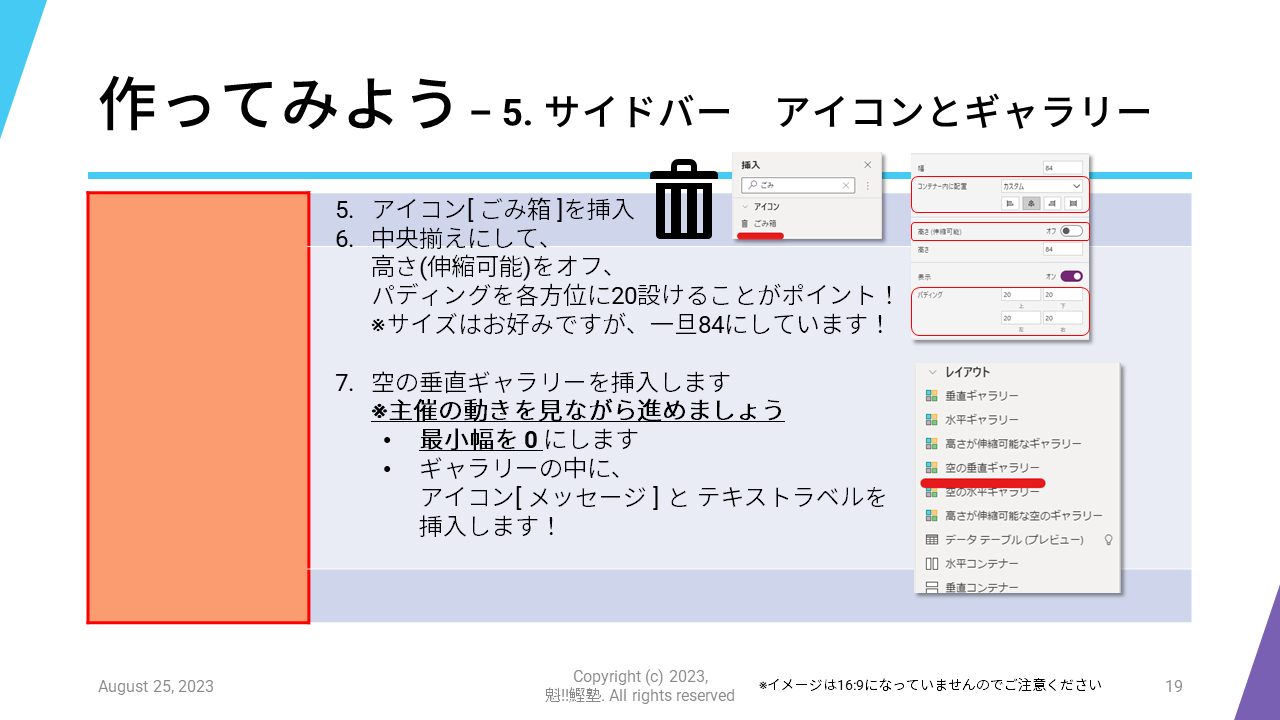 作ってみよう – 5. サイドバー　アイコンとギャラリー
5. アイコン[ ごみ箱 ]を挿入
6. 中央揃えにして、
高さ(伸縮可能)をオフ、
パディングを各方位に20設けることがポイント！
※サイズはお好みですが、一旦84にしています！
7. 空の垂直ギャラリーを挿入します
※主催の動きを見ながら進めましょう
• 最小幅を 0 にします
• ギャラリーの中に、
アイコン[ メッセージ ] と テキストラベルを
挿入します！
挿入
ごみ
アイコン
ごみ箱
幅 84
コンテナー内に配置 カスタム
高さ (伸縮可能) オフ
高さ 84
表示 オン
パディング 20 20
上 下
20 20
左 右
レイアウト
垂直ギャラリー
水平ギャラリー
高さが伸縮可能なギャラリー
空の垂直ギャラリー
空の水平ギャラリー
高さが伸縮可能な空のギャラリー
データ テーブル (プレビュー)
水平コンテナー
垂直コンテナー
August 25, 2023
Copyright (c) 2023,
魁!!鰹塾. All rights reserved
※イメージは16:9になっていませんのでご注意ください
19